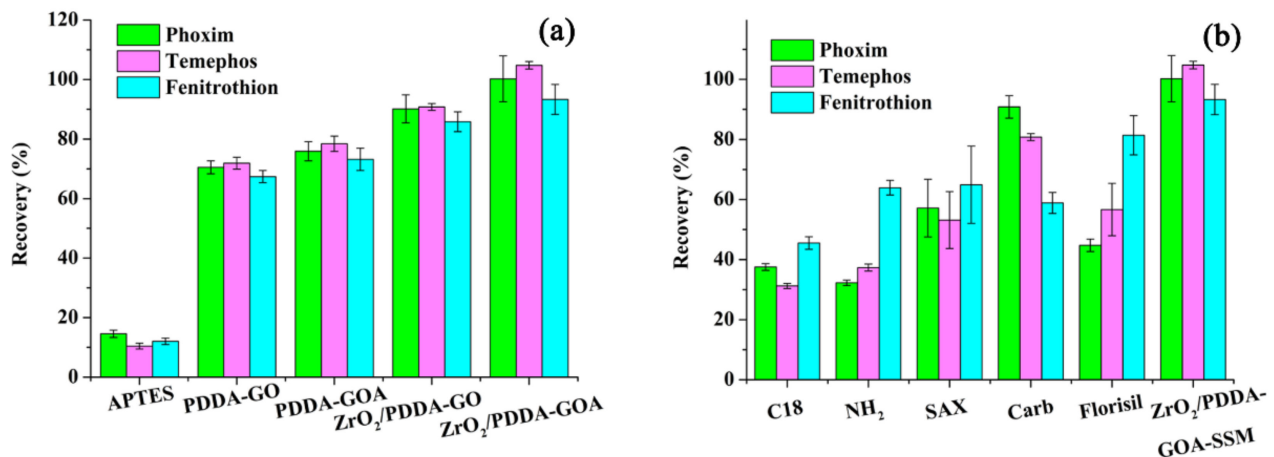 (a)
Phoxim
Temephos
Fenitrothion
120
100
80
60
40
20
0
Recovery (%)
APTES
PDDA-GO
PDDA-GOA
ZrO₂/PDDA-GO
ZrO₂/PDDA-GOA
(b)
Phoxim
Temephos
Fenitrothion
100
80
60
40
20
0
Recovery (%)
C18
NH₂
SAX
Carb
Florisil
ZrO₂/PDDA-
GOA-SSM